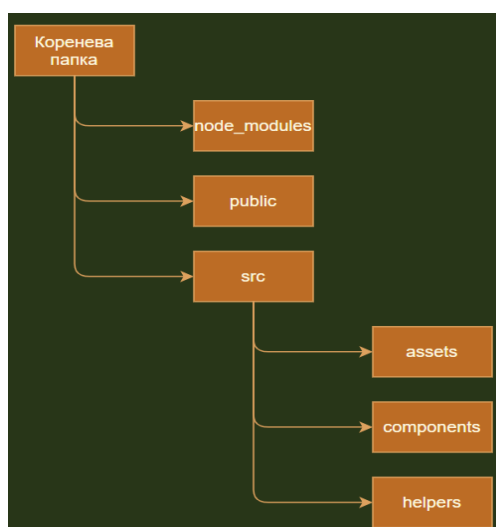 Коренева
папка
node_modules
public
src
assets
components
helpers